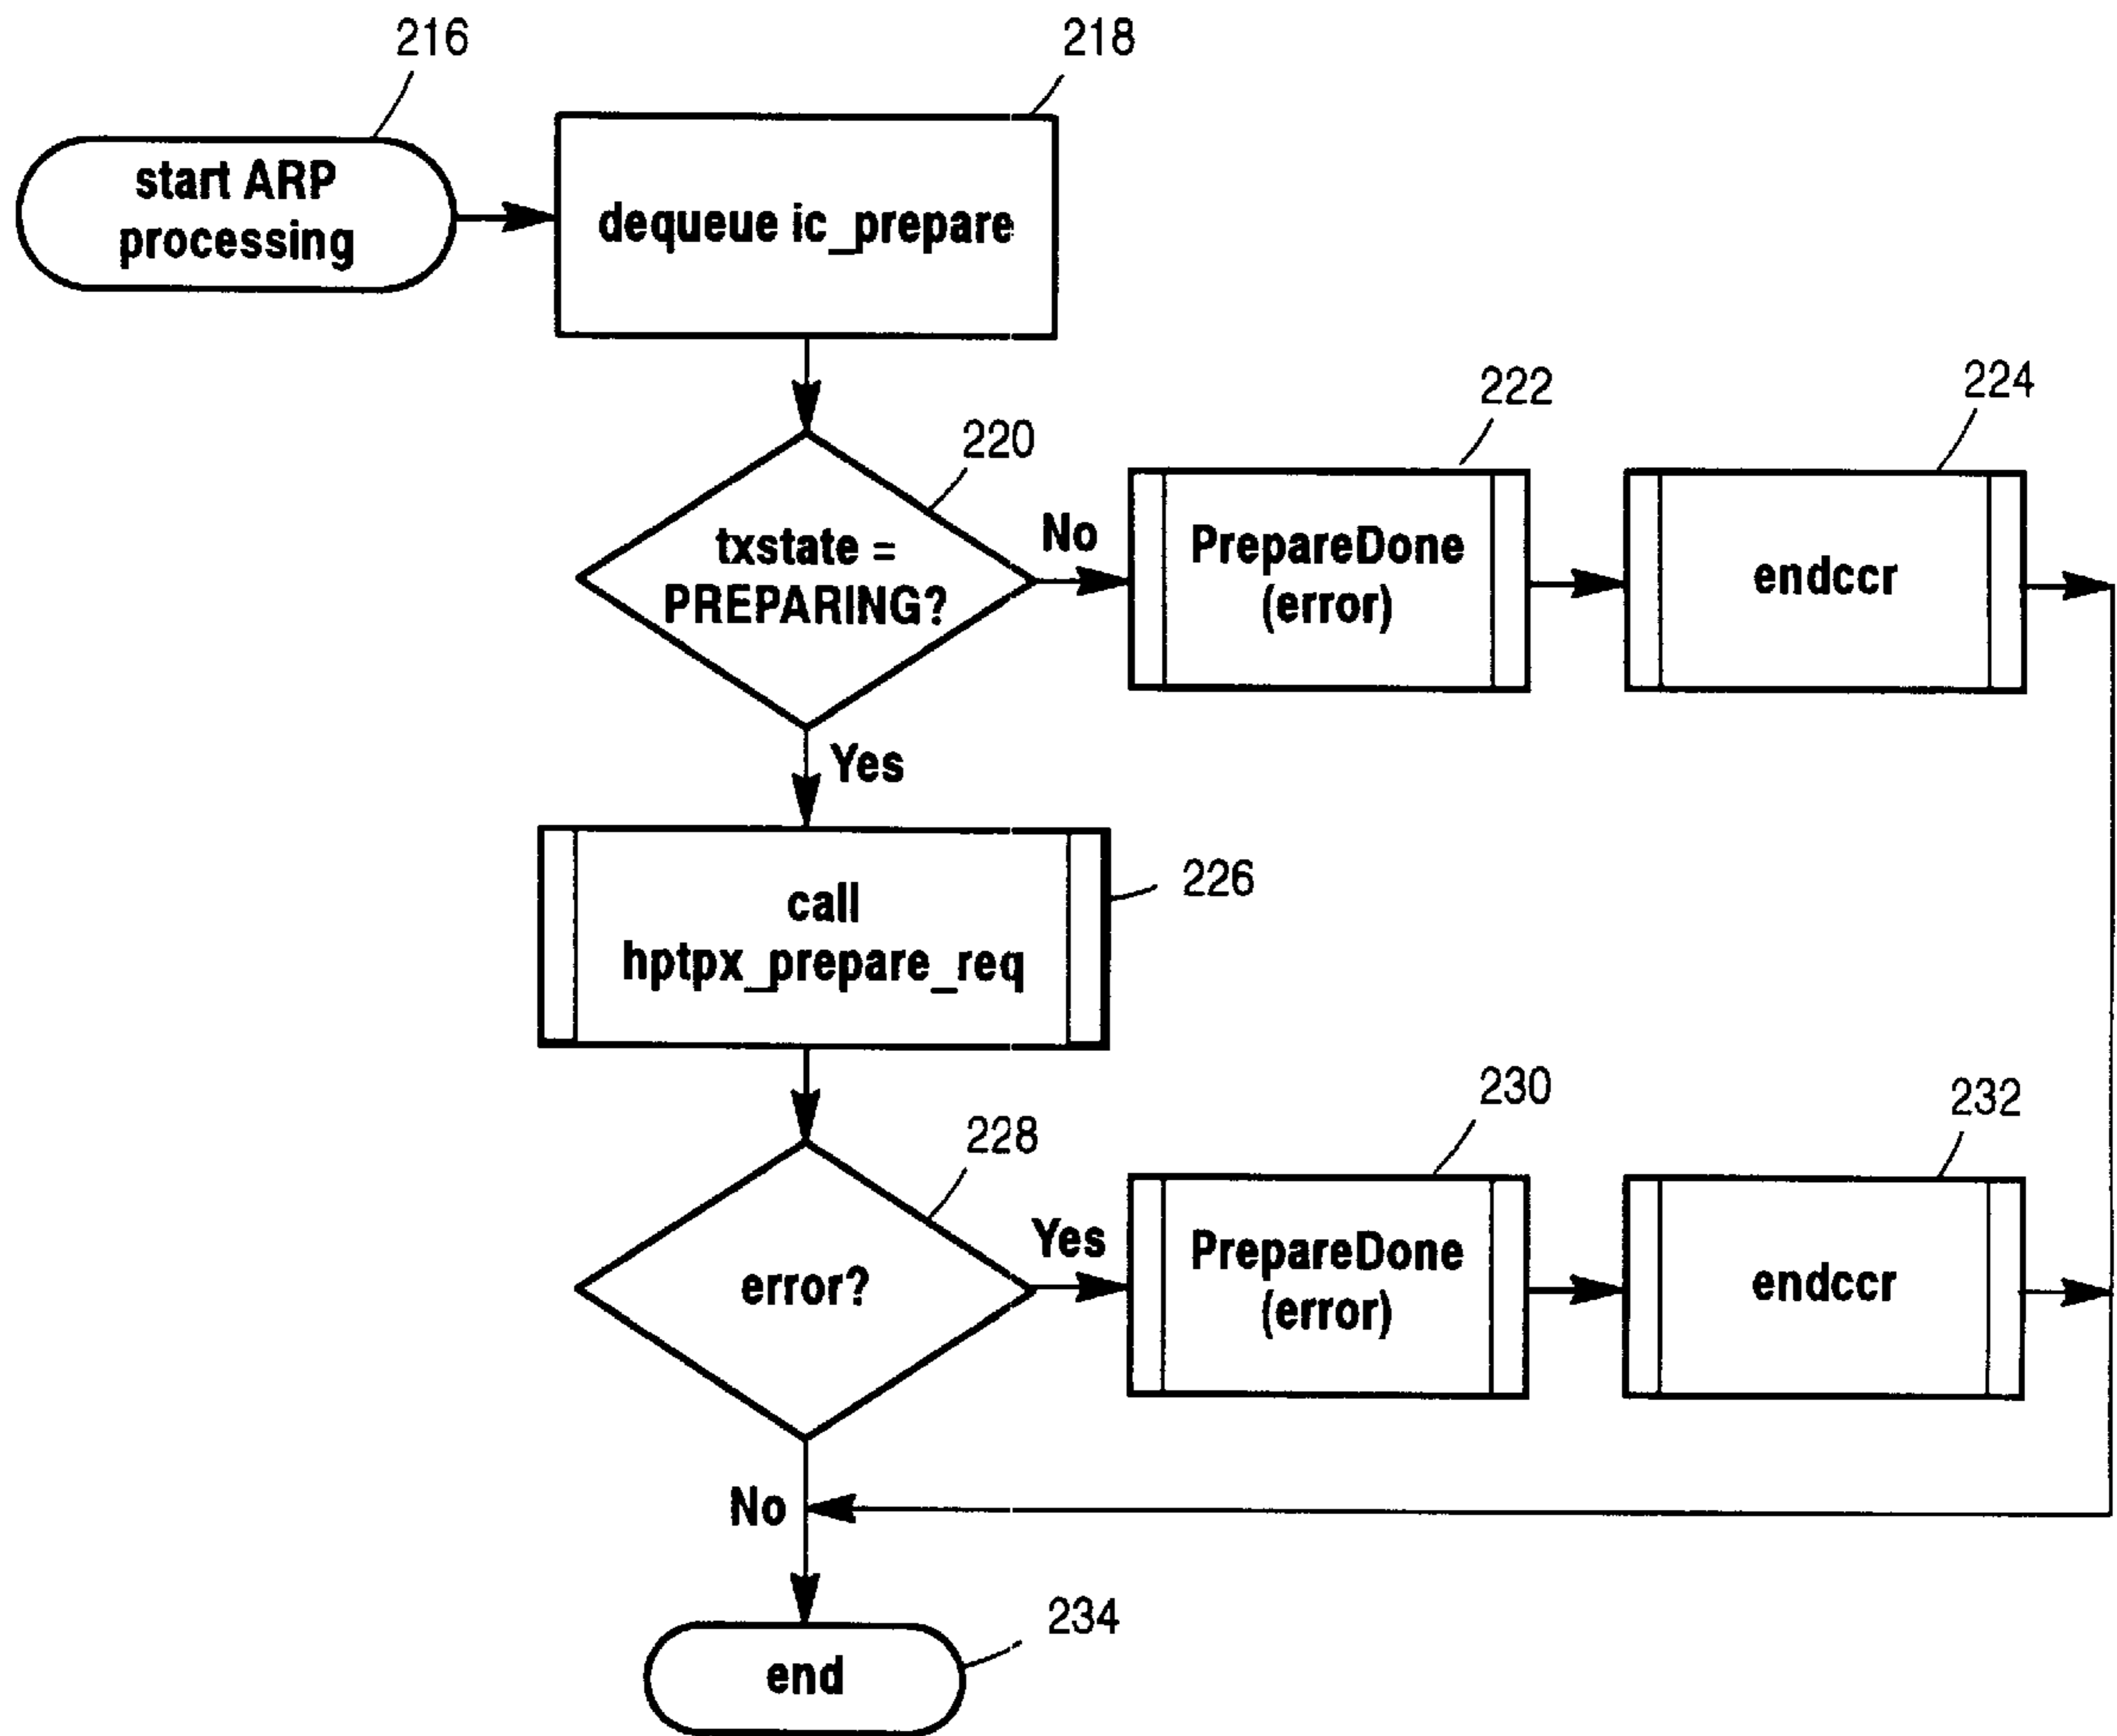 216
218
start ARP
processing
dequeue ic_prepare
220
222
224
txstate =
PREPARING?
No
PrepareDone
(error)
endccr
Yes
226
call
hptpx_prepare_req
228
230
232
error?
Yes
PrepareDone
(error)
endccr
No
234
end